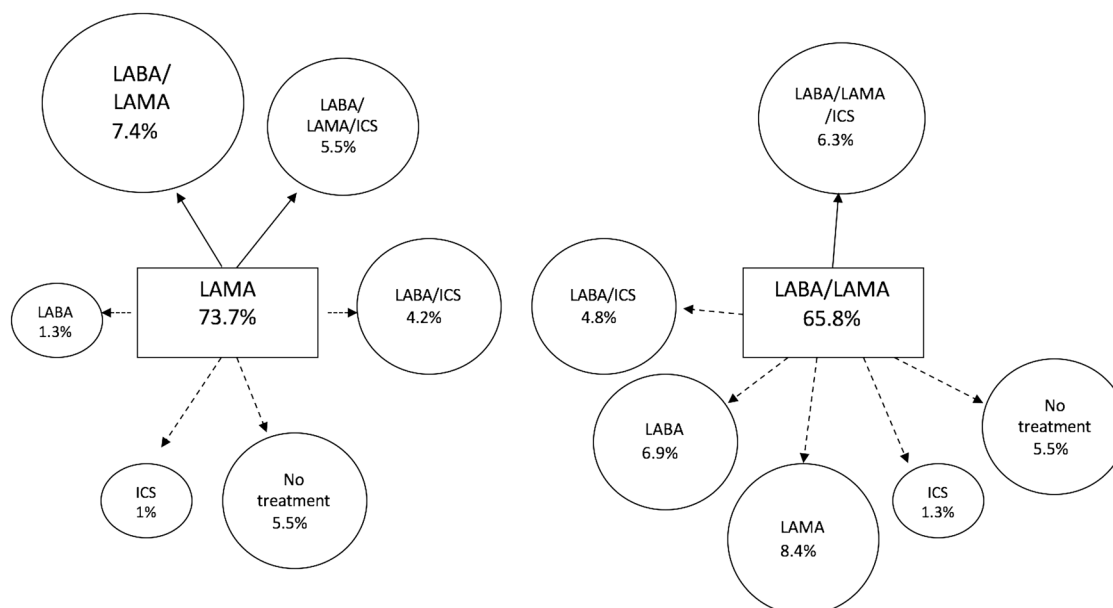 LABA/
LAMA
7.4%
LABA/
LAMA/ICS
5.5%
LAMA
73.7%
LABA
1.3%
LABA/ICS
4.2%
ICS
1%
No
treatment
5.5%
LABA/LAMA
/ICS
6.3%
LABA/ICS
4.8%
LABA/LAMA
65.8%
LABA
6.9%
LAMA
8.4%
ICS
1.3%
No
treatment
5.5%